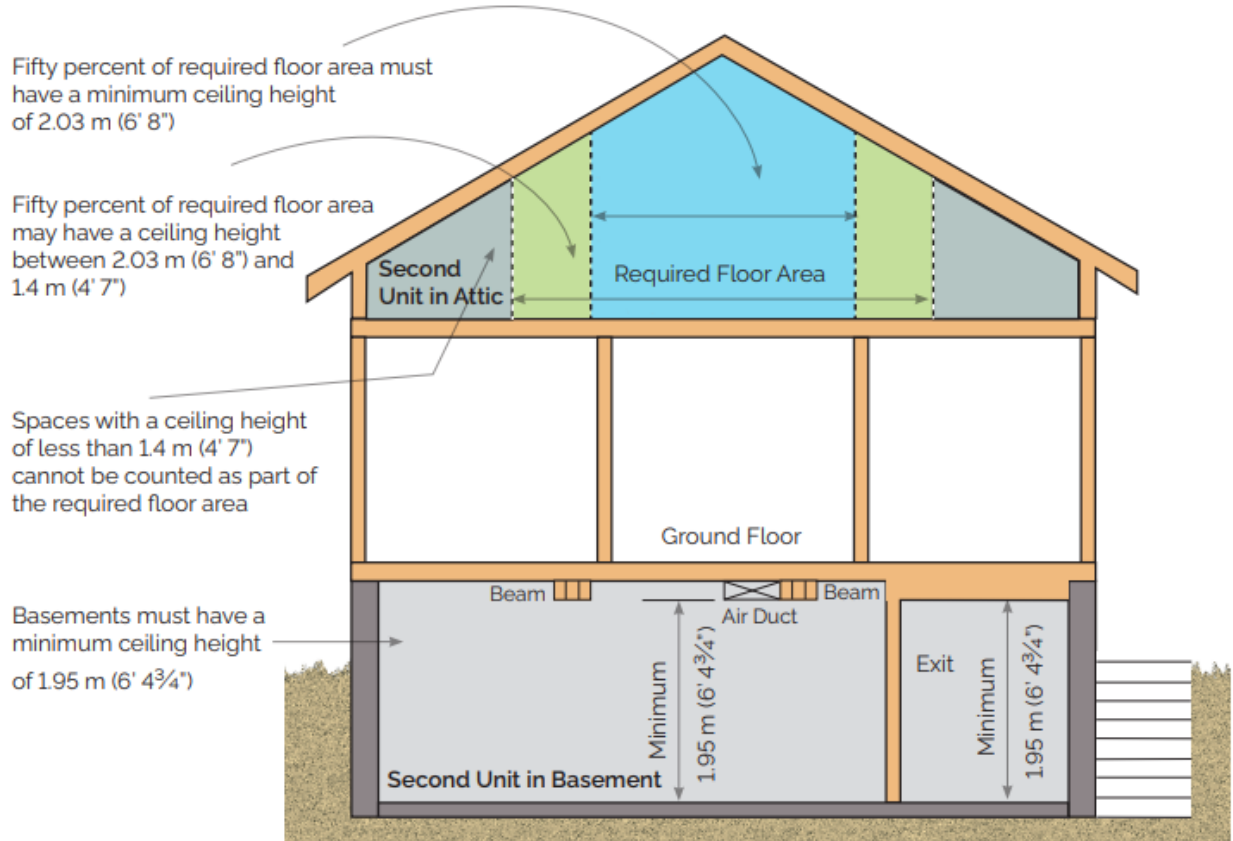 Fifty percent of required floor area must
have a minimum ceiling height
of 2.03 m (6' 8")
Fifty percent of required floor area
may have a ceiling height
between 2.03 m (6' 8") and
1.4 m (4' 7")
Second
Unit in Attic
Required Floor Area
Spaces with a ceiling height
of less than 1.4 m (4' 7")
cannot be counted as part of
the required floor area
Ground Floor
Beam
Beam
Air Duct
Basements must have a
minimum ceiling height
of 1.95 m (6' 4¾")
Minimum
1.95 m (6' 4¾")
Exit
Minimum
1.95 m (6' 4¾")
Second Unit in Basement